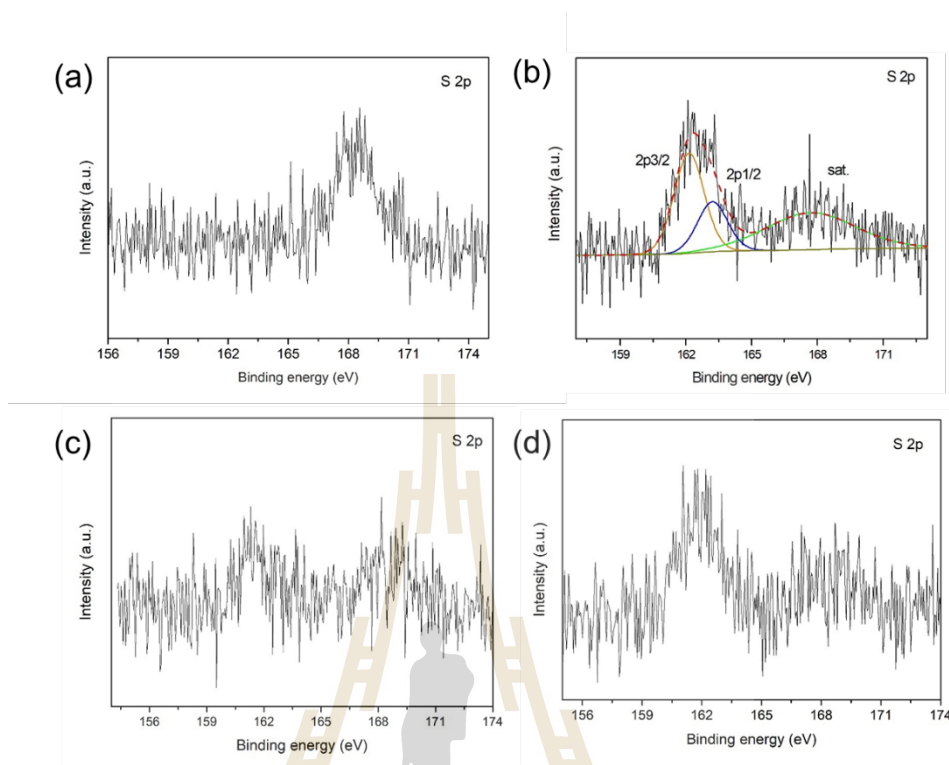 (a)
S 2p
Intensity (a.u.)
156 159 162 165 168 171 174
Binding energy (eV)
(b)
S 2p
2p3/2
2p1/2
sat.
Intensity (a.u.)
159 162 165 168 171
Binding energy (eV)
(c)
S 2p
Intensity (a.u.)
156 159 162 165 168 171 174
Binding energy (eV)
(d)
S 2p
Intensity (a.u.)
156 159 162 165 168 171 174
Binding energy (eV)